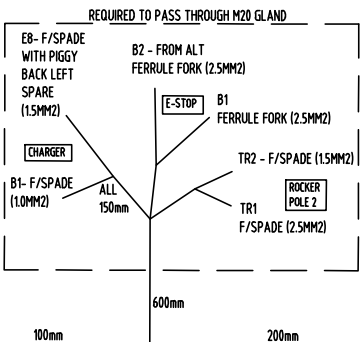 REQUIRED TO PASS THROUGH M20 GLAND
E8- F/SPADE
WITH PIGGY
BACK LEFT
SPARE
(1.5MM2)
B2 - FROM ALT
FERRULE FORK (2.5MM2)
E-STOP
B1
FERRULE FORK (2.5MM2)
CHARGER
TR2 - F/SPADE (1.5MM2)
B1- F/SPADE
(1.0MM2)
ALL
150mm
ROCKER
POLE 2
TR1
F/SPADE (2.5MM2)
600mm
100mm
200mm